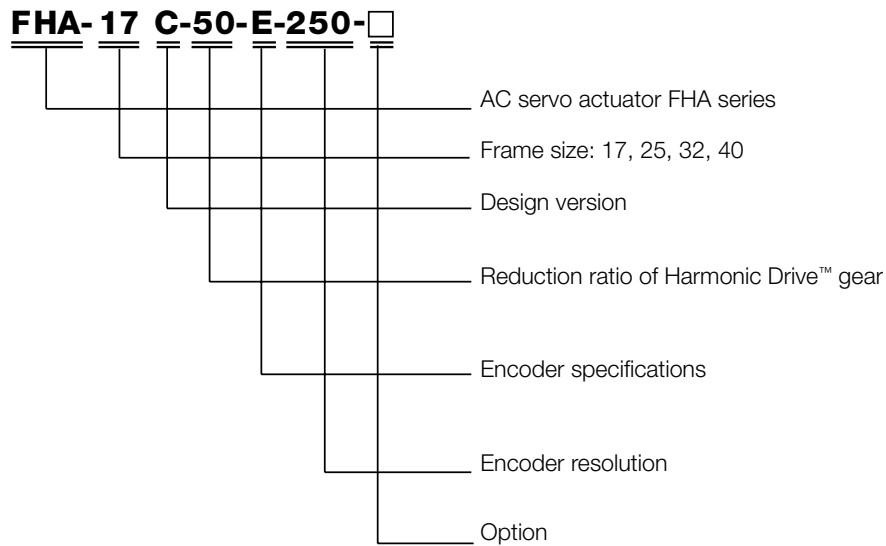 FHA-17 C-50-E-250-□
AC servo actuator FHA series
Frame size: 17, 25, 32, 40
Design version
Reduction ratio of Harmonic Drive™ gear
Encoder specifications
Encoder resolution
Option